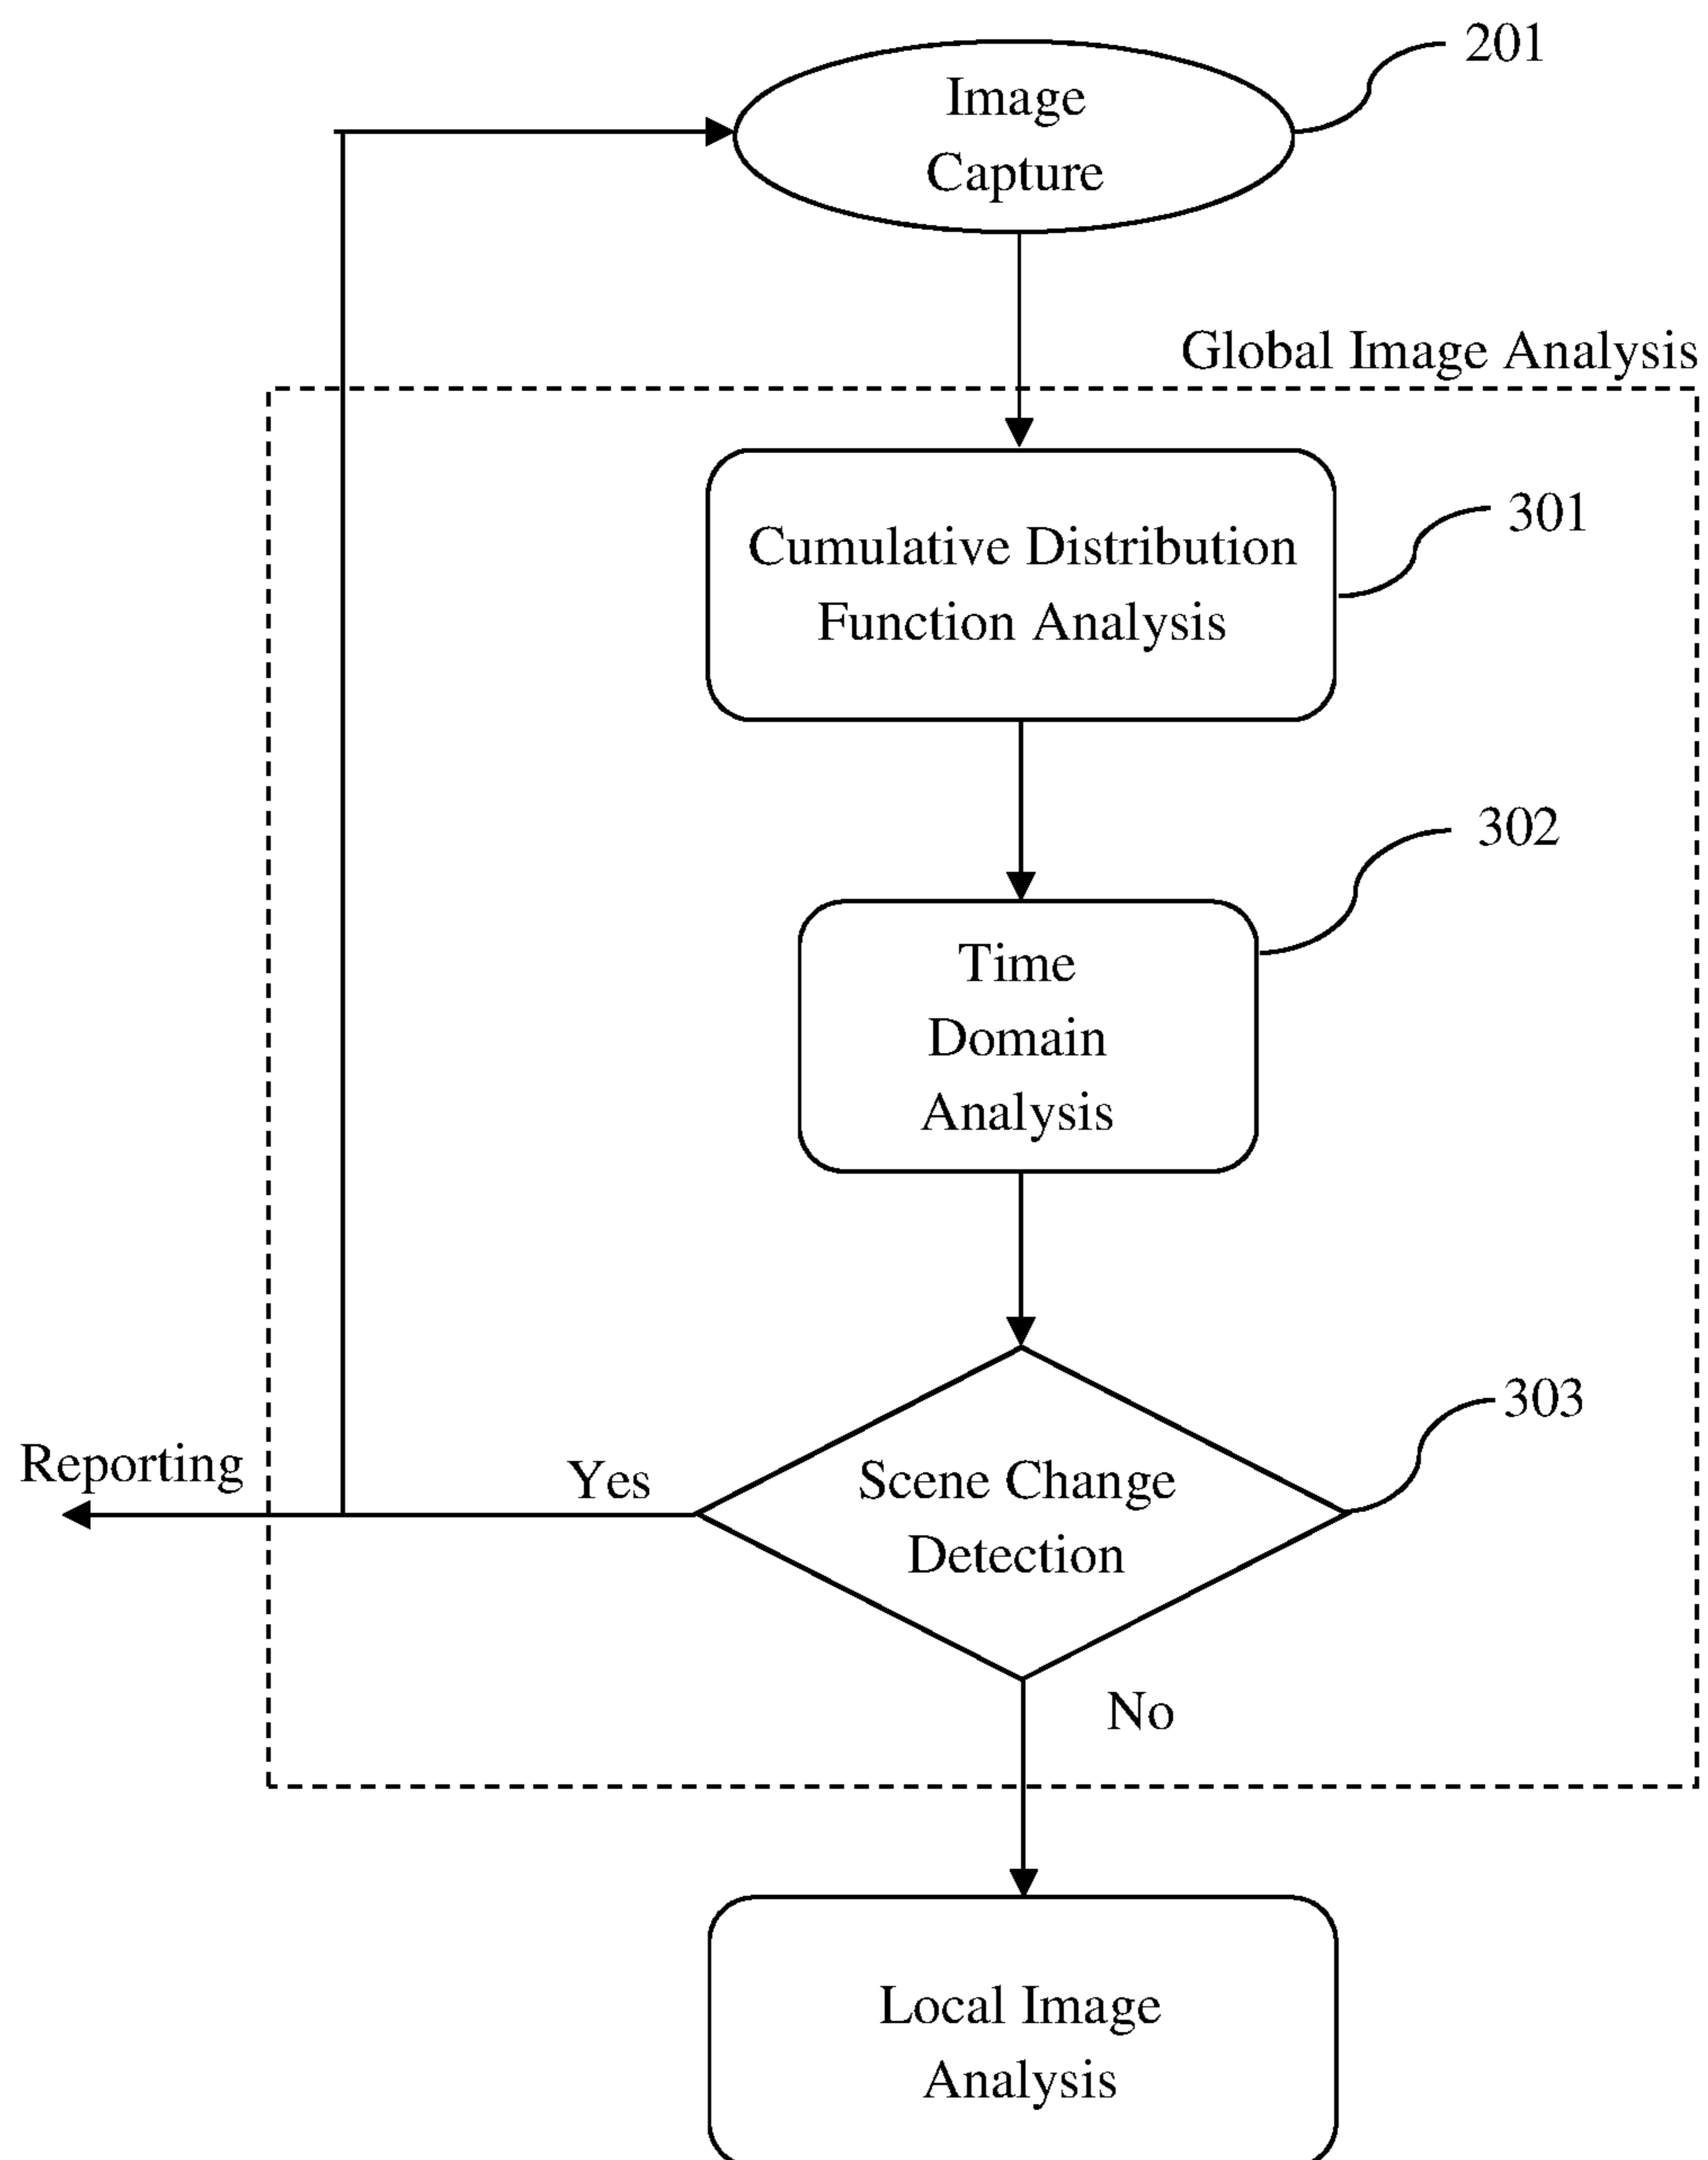 201
Image
Capture
Global Image Analysis
301
Cumulative Distribution
Function Analysis
302
Time
Domain
Analysis
303
Reporting
Yes
Scene Change
Detection
No
Local Image
Analysis